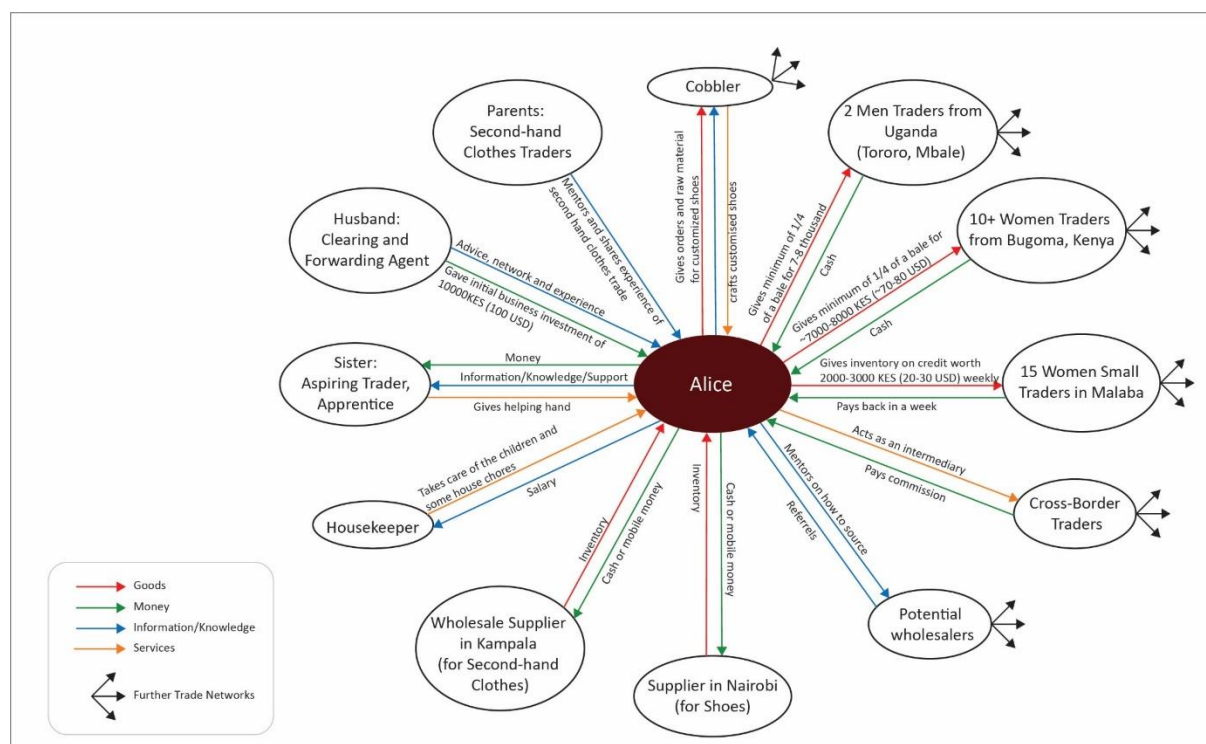 Cobbler
Gives orders and raw material
for customized shoes
crafts customised shoes
Parents:
Second-hand
Clothes Traders
Mentors and shares experience of
second hand clothes trade
2 Men Traders from
Uganda
(Tororo, Mbale)
Gives minimum of 1/4
of a bale for 7-8 thousand
Cash
Husband:
Clearing and
Forwarding Agent
Advice, network and experience
Gave initial business investment of
10000KES (100 USD)
10+ Women Traders
from Bugoma, Kenya
Gives minimum of 1/4 of a bale for
~7000-8000 KES (~70-80 USD)
Cash
Sister:
Aspiring Trader,
Apprentice
Money
Information/Knowledge/Support
Gives helping hand
Alice
Gives inventory on credit worth
2000-3000 KES (20-30 USD) weekly
Pays back in a week
15 Women Small
Traders in Malaba
Takes care of the children and
some house chores
Salary
Housekeeper
Acts as an intermediary
Pays commission
Cross-Border
Traders
Inventory
Cash or mobile money
Wholesale Supplier
in Kampala
(for Second-hand
Clothes)
Inventory
Cash or mobile money
Supplier in Nairobi
(for Shoes)
Mentors on how to source
Referrels
Potential
wholesalers
Goods
Money
Information/Knowledge
Services
Further Trade Networks